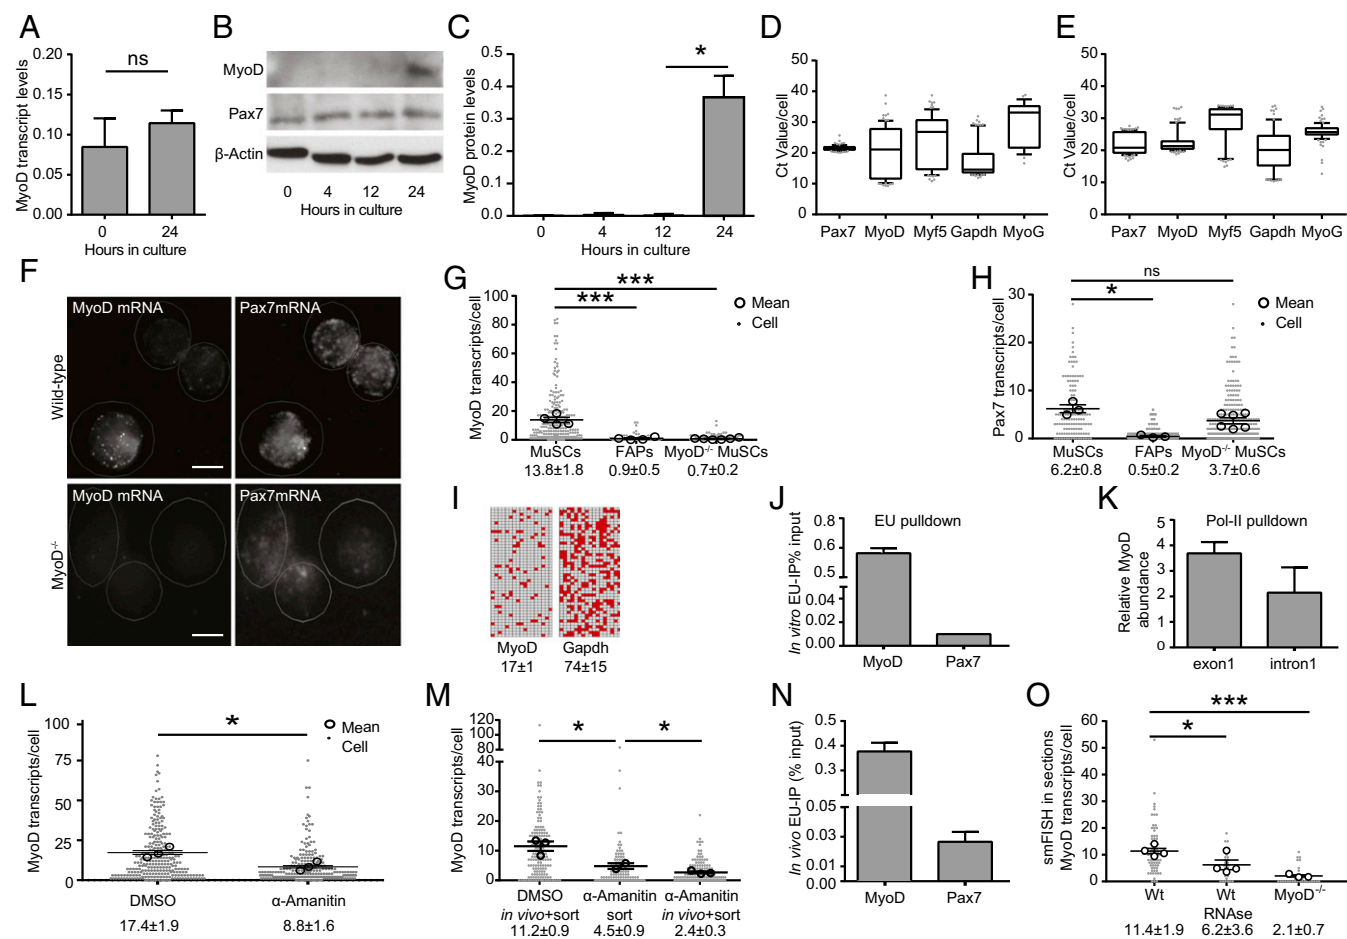 A
MyoD transcript levels
0.20
0.15
0.10
0.05
0.00
ns
0 24
Hours in culture
B
MyoD
Pax7
β-Actin
0 4 12 24
Hours in culture
C
MyoD protein levels
0.5
0.4
0.3
0.2
0.1
0.0
*
0 4 12 24
Hours in culture
D
Ct Value/cell
50
40
30
20
10
0
Pax7 MyoD Myf5 Gapdh MyoG
E
Ct Value/cell
50
40
30
20
10
0
Pax7 MyoD Myf5 Gapdh MyoG
F
Wild-type
MyoD mRNA
Pax7mRNA
MyoD-/-
MyoD mRNA
Pax7mRNA
G
MyoD transcripts/cell
100
80
60
40
20
0
***
***
Mean
Cell
MuSCs FAPs MyoD-/- MuSCs
13.8±1.8 0.9±0.5 0.7±0.2
H
Pax7 transcripts/cell
30
20
10
0
ns
*
Mean
Cell
MuSCs FAPs MyoD-/- MuSCs
6.2±0.8 0.5±0.2 3.7±0.6
I
MyoD Gapdh
17±1 74±15
J
EU pulldown
In vitro EU-IP% input
0.8
0.6
0.5
0.04
0.02
0.00
MyoD Pax7
K
Pol-II pulldown
Relative MyoD
abundance
5
4
3
2
1
0
exon1 intron1
L
MyoD transcripts/cell
100
75
50
25
0
*
Mean
Cell
DMSO α-Amanitin
17.4±1.9 8.8±1.6
M
MyoD transcripts/cell
120
100
80
60
40
40
20
10
0
* *
DMSO α-Amanitin α-Amanitin
in vivo+sort sort in vivo+sort
11.2±0.9 4.5±0.9 2.4±0.3
N
In vivo EU-IP (% input)
0.5
0.4
0.3
0.05
0.03
0.01
0.00
MyoD Pax7
O
smFISH in sections
MyoD transcripts/cell
60
50
40
30
20
10
0
***
*
Wt Wt MyoD-/-
RNAse
11.4±1.9 6.2±3.6 2.1±0.7